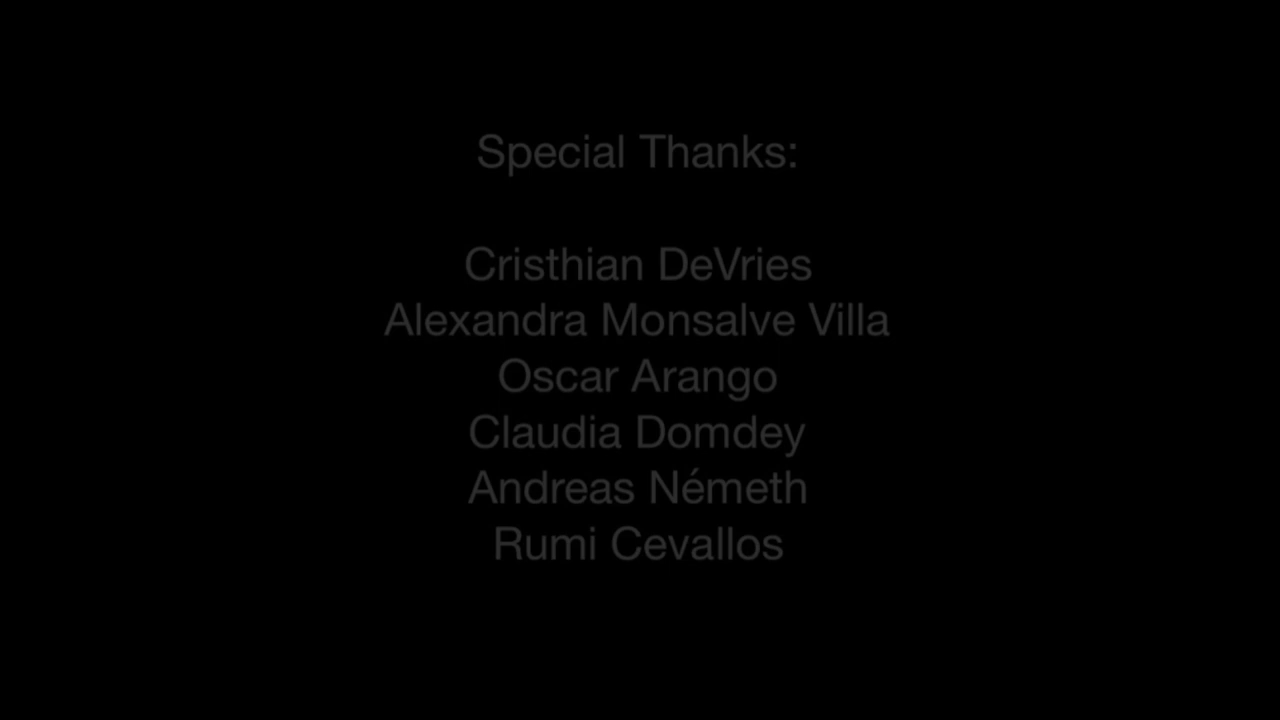 Special Thanks:
Cristhian DeVries
Alexandra Monsalve Villa
Oscar Arango
Claudia Domdey
Andreas Németh
Rumi Cevallos